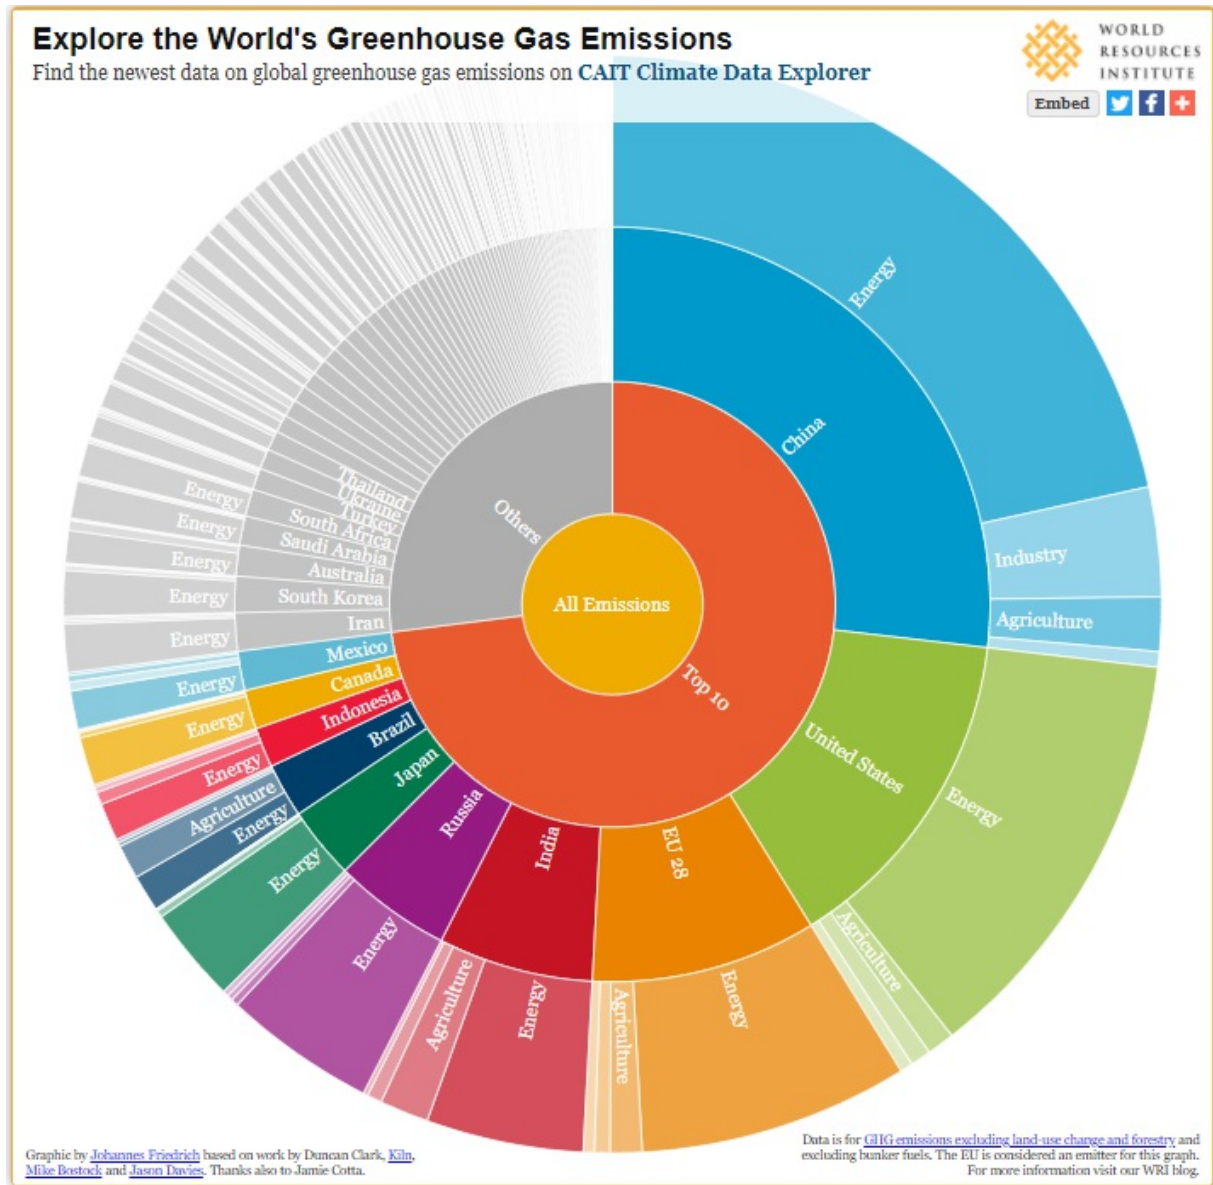 Explore the World's Greenhouse Gas Emissions
Find the newest data on global greenhouse gas emissions on CAIT Climate Data Explorer
WORLD
RESOURCES
INSTITUTE
Embed
All Emissions
Top 10
Others
China
Energy
Industry
Agriculture
United States
Energy
Agriculture
EU 28
Energy
Agriculture
India
Energy
Agriculture
Russia
Energy
Japan
Energy
Brazil
Energy
Agriculture
Indonesia
Energy
Canada
Energy
Mexico
Energy
Iran
Energy
South Korea
Energy
Australia
Energy
Saudi Arabia
Energy
South Africa
Energy
Turkey
Ukraine
Thailand
Graphic by Johannes Friedrich based on work by Duncan Clark, Kiln,
Mike Bostock and Jason Davies. Thanks also to Jamie Cotta.
Data is for GHG emissions excluding land-use change and forestry and
excluding bunker fuels. The EU is considered an emitter for this graph.
For more information visit our WRI blog.